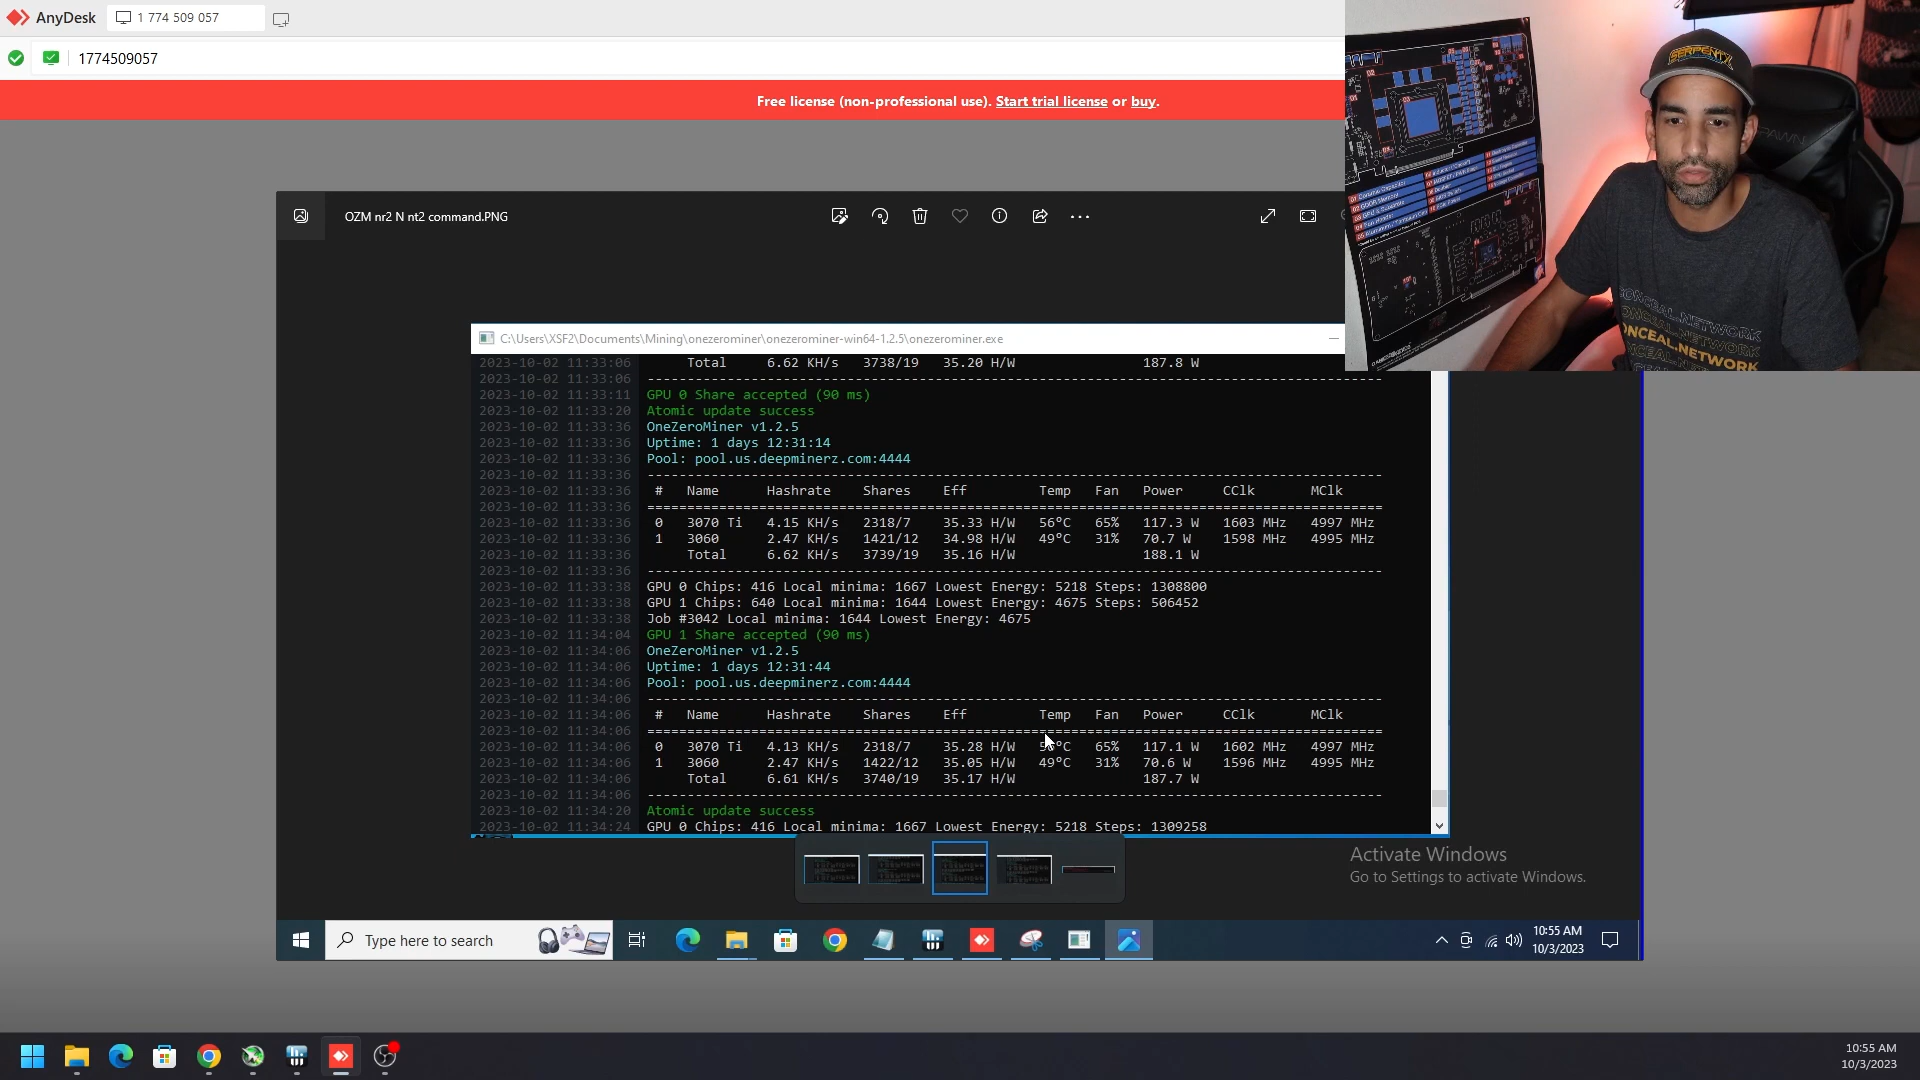 AnyDesk
1 774 509 057
1774509057
Free license (non-professional use). Start trial license or buy.
SERPENTX
OZM nr2 N nt2 command.PNG
C:\Users\XSF2\Documents\Mining\onezerominer\onezerominer-win64-1.2.5\onezerominer.exe
2023-10-02 11:33:06 Total 6.62 KH/s 3738/19 35.20 H/W 187.8 W
2023-10-02 11:33:06 --------------------------------------------------------------------------------------------
2023-10-02 11:33:11 GPU 0 Share accepted (90 ms)
2023-10-02 11:33:20 Atomic update success
2023-10-02 11:33:36 OneZeroMiner v1.2.5
2023-10-02 11:33:36 Uptime: 1 days 12:31:14
2023-10-02 11:33:36 Pool: pool.us.deepminerz.com:4444
2023-10-02 11:33:36 --------------------------------------------------------------------------------------------
2023-10-02 11:33:36 # Name Hashrate Shares Eff Temp Fan Power CClk MClk
2023-10-02 11:33:36 ============================================================================================
2023-10-02 11:33:36 0 3070 Ti 4.15 KH/s 2318/7 35.33 H/W 56°C 65% 117.3 W 1603 MHz 4997 MHz
2023-10-02 11:33:36 1 3060 2.47 KH/s 1421/12 34.98 H/W 49°C 31% 70.7 W 1598 MHz 4995 MHz
2023-10-02 11:33:36 Total 6.62 KH/s 3739/19 35.16 H/W 188.1 W
2023-10-02 11:33:36 --------------------------------------------------------------------------------------------
2023-10-02 11:33:38 GPU 0 Chips: 416 Local minima: 1667 Lowest Energy: 5218 Steps: 1308800
2023-10-02 11:33:38 GPU 1 Chips: 640 Local minima: 1644 Lowest Energy: 4675 Steps: 506452
2023-10-02 11:33:38 Job #3042 Local minima: 1644 Lowest Energy: 4675
2023-10-02 11:34:04 GPU 1 Share accepted (90 ms)
2023-10-02 11:34:06 OneZeroMiner v1.2.5
2023-10-02 11:34:06 Uptime: 1 days 12:31:44
2023-10-02 11:34:06 Pool: pool.us.deepminerz.com:4444
2023-10-02 11:34:06 --------------------------------------------------------------------------------------------
2023-10-02 11:34:06 # Name Hashrate Shares Eff Temp Fan Power CClk MClk
2023-10-02 11:34:06 ============================================================================================
2023-10-02 11:34:06 0 3070 Ti 4.13 KH/s 2318/7 35.28 H/W 65% 117.1 W 1602 MHz 4997 MHz
2023-10-02 11:34:06 1 3060 2.47 KH/s 1422/12 35.05 H/W 49°C 31% 70.6 W 1596 MHz 4995 MHz
2023-10-02 11:34:06 Total 6.61 KH/s 3740/19 35.17 H/W 187.7 W
2023-10-02 11:34:06 --------------------------------------------------------------------------------------------
2023-10-02 11:34:20 Atomic update success
2023-10-02 11:34:24 GPU 0 Chips: 416 Local minima: 1667 Lowest Energy: 5218 Steps: 1309258
CONCEAL.NETWORK
CONCEAL.NETWORK
Activate Windows
Go to Settings to activate Windows.
Type here to search
10:55 AM
10/3/2023
10:55 AM
10/3/2023